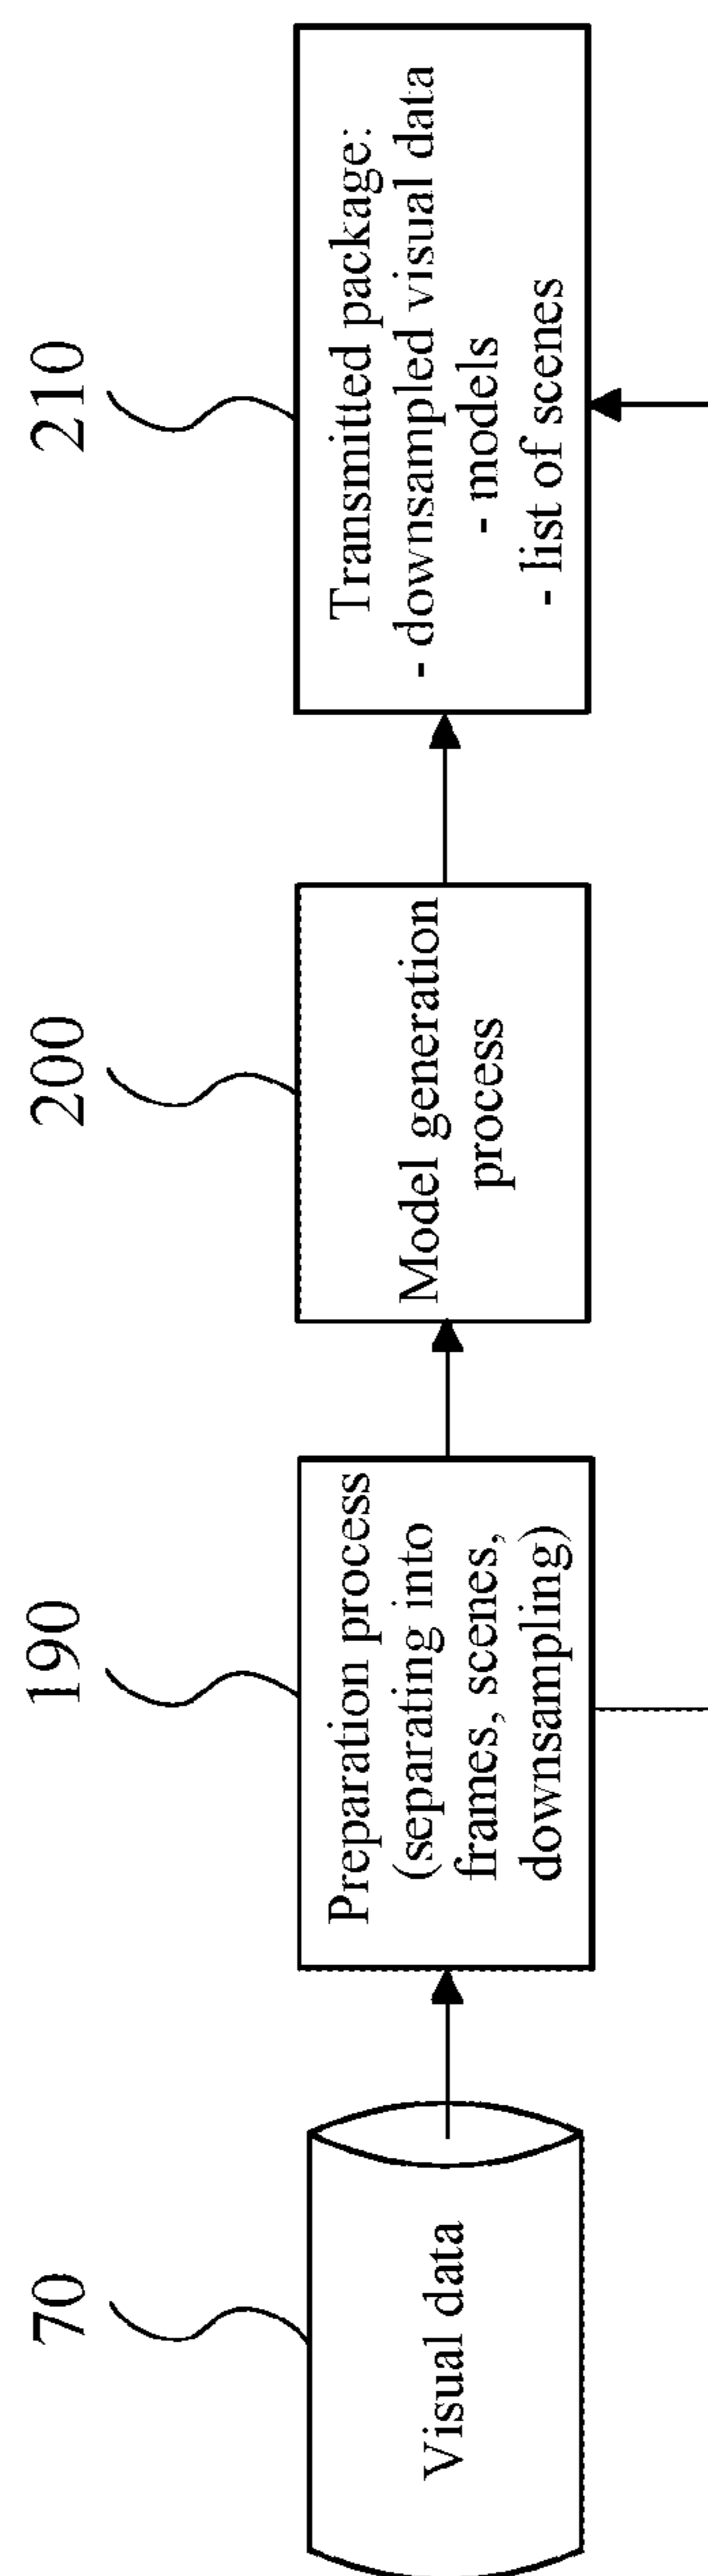 70
190
200
210
Visual data
Preparation process
(separating into
frames, scenes,
downsampling)
Model generation
process
Transmitted package:
- downsampled visual data
- models
- list of scenes